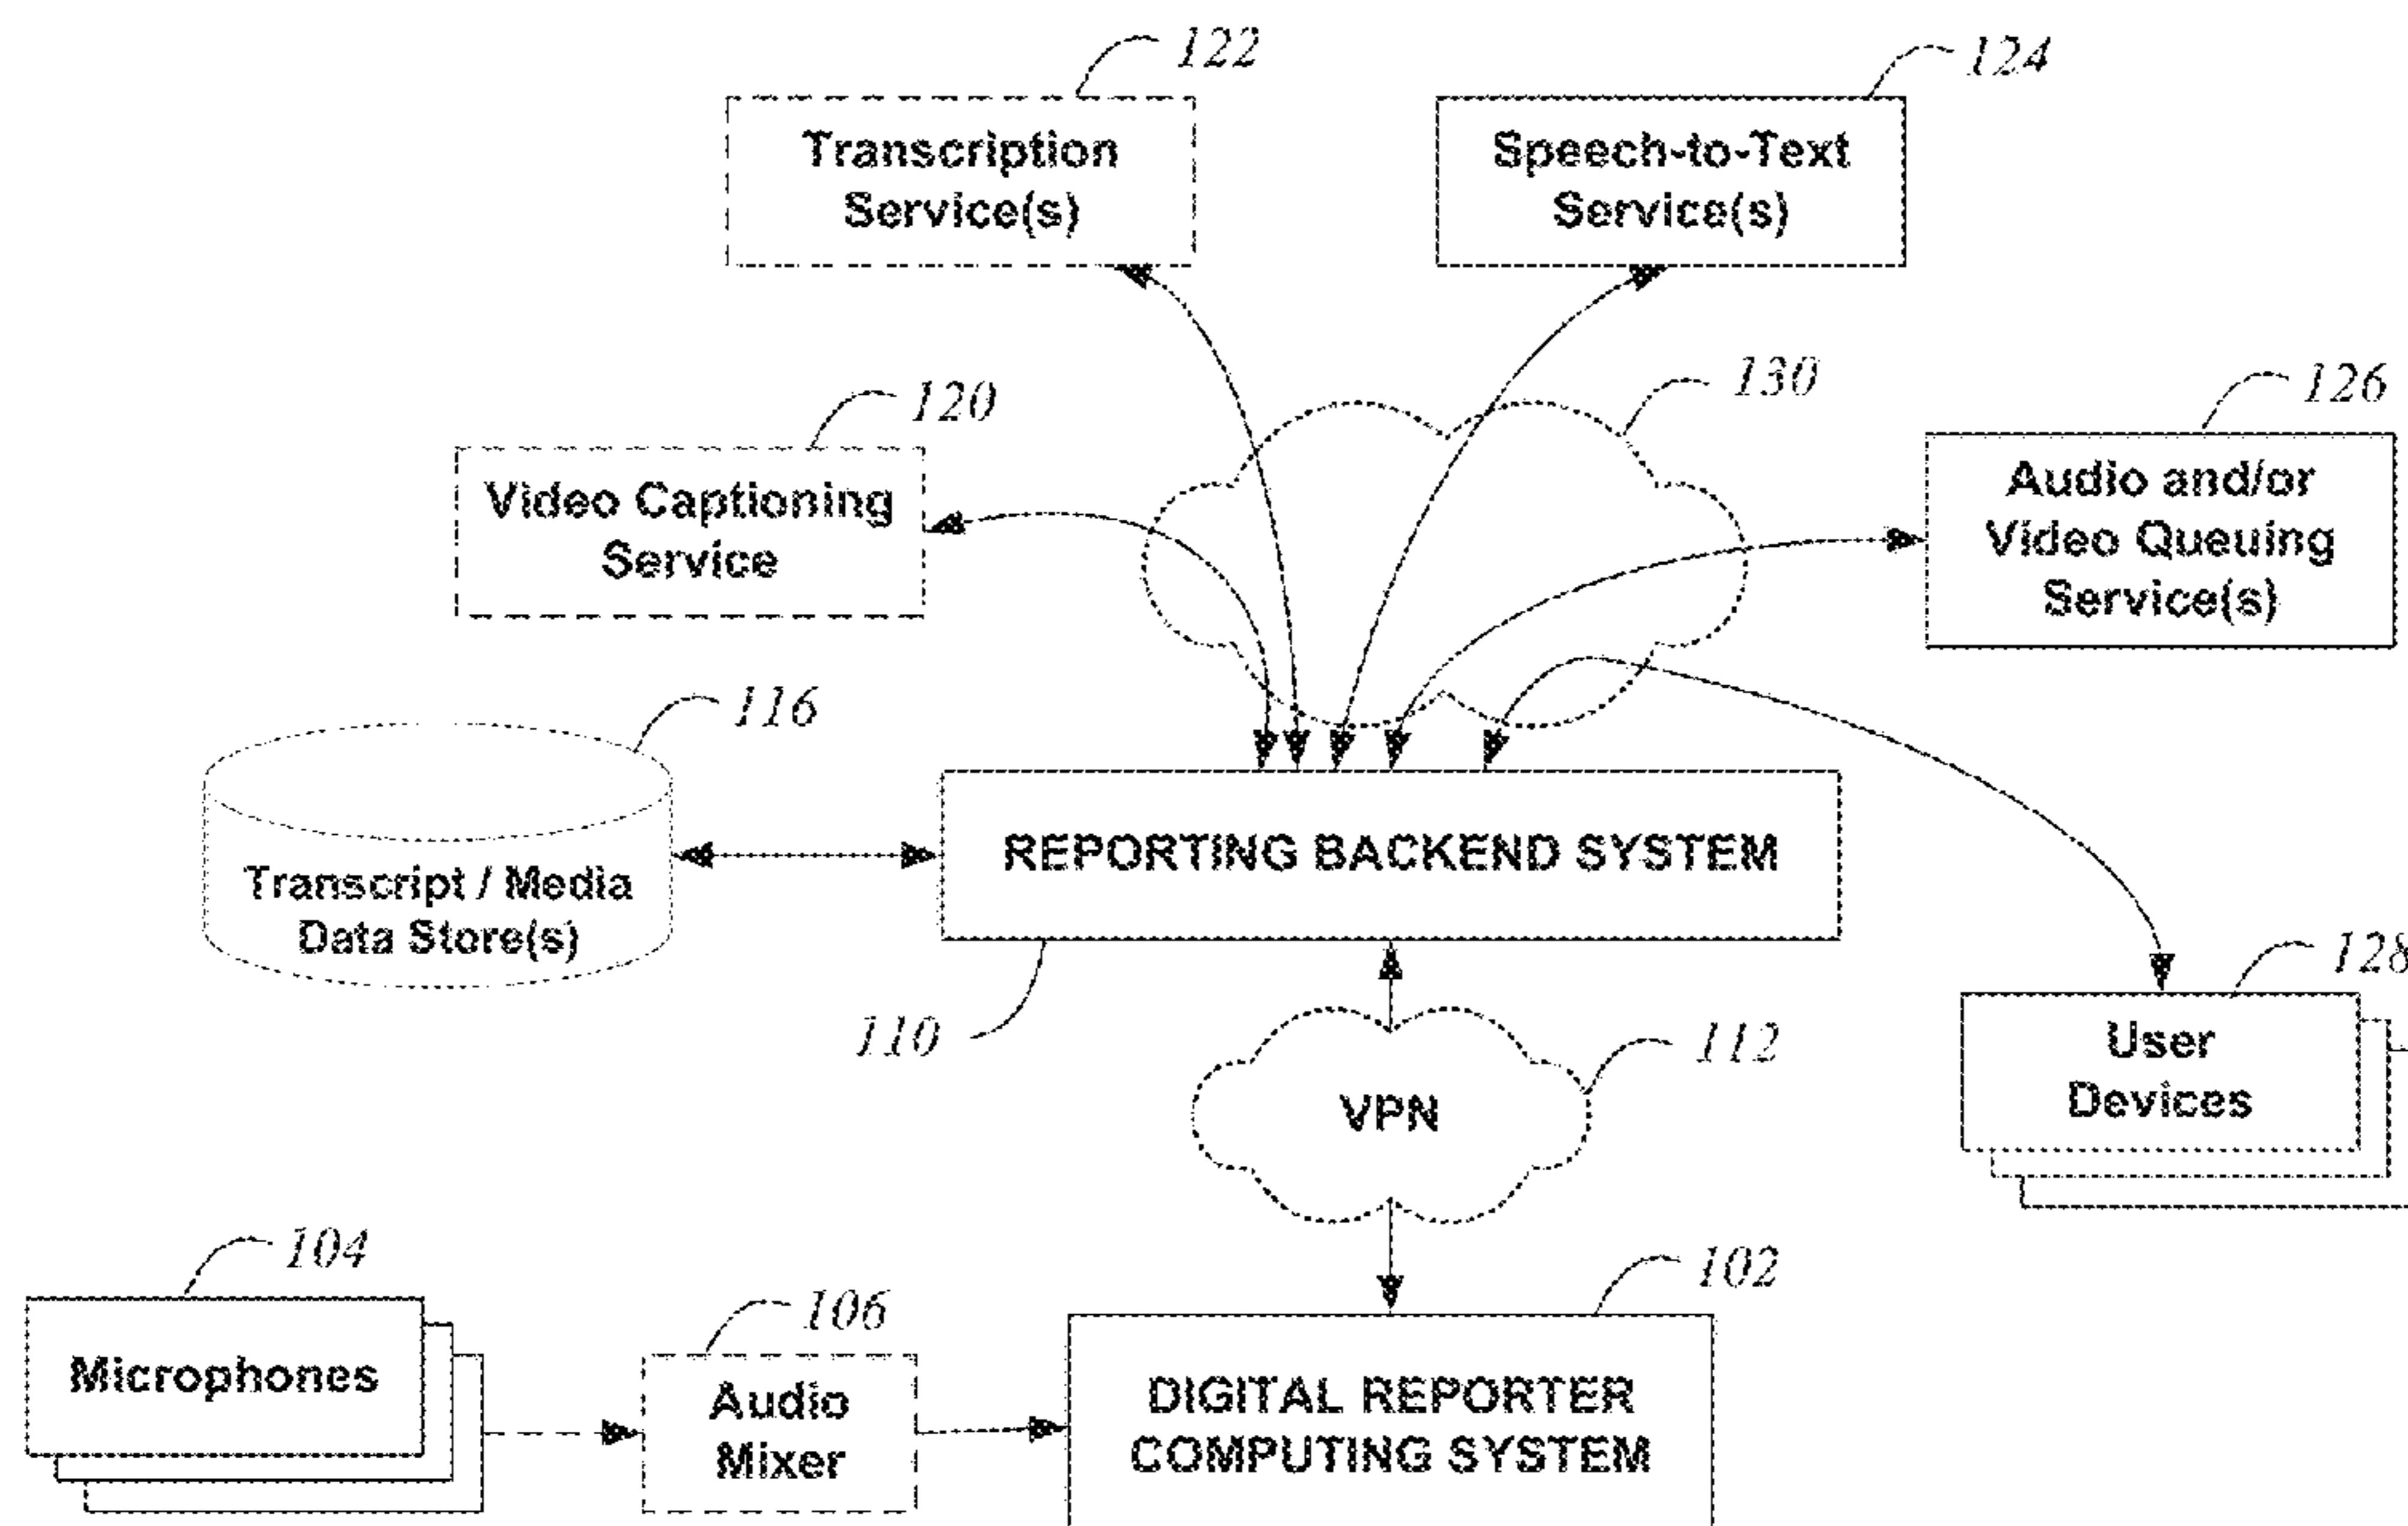 122
124
Transcription
Service(s)
Speech-to-Text
Service(s)
130
120
126
Video Captioning
Service
Audio and/or
Video Queuing
Service(s)
116
REPORTING BACKEND SYSTEM
Transcript / Media
Data Store(s)
128
110
112
User
Devices
VPN
104
102
106
Microphones
Audio
Mixer
DIGITAL REPORTER
COMPUTING SYSTEM